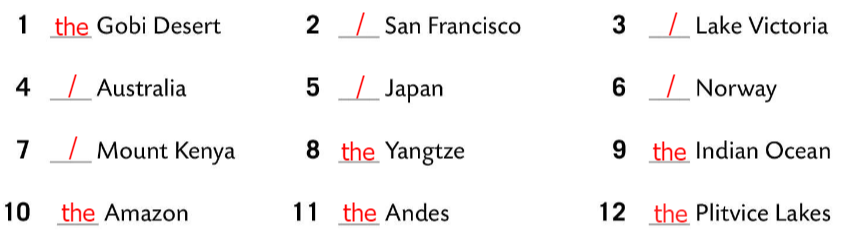 1 the Gobi Desert 2 / San Francisco 3 / Lake Victoria
4 / Australia 5 / Japan 6 / Norway
7 / Mount Kenya 8 the Yangtze 9 the Indian Ocean
10 the Amazon 11 the Andes 12 the Plitvice Lakes